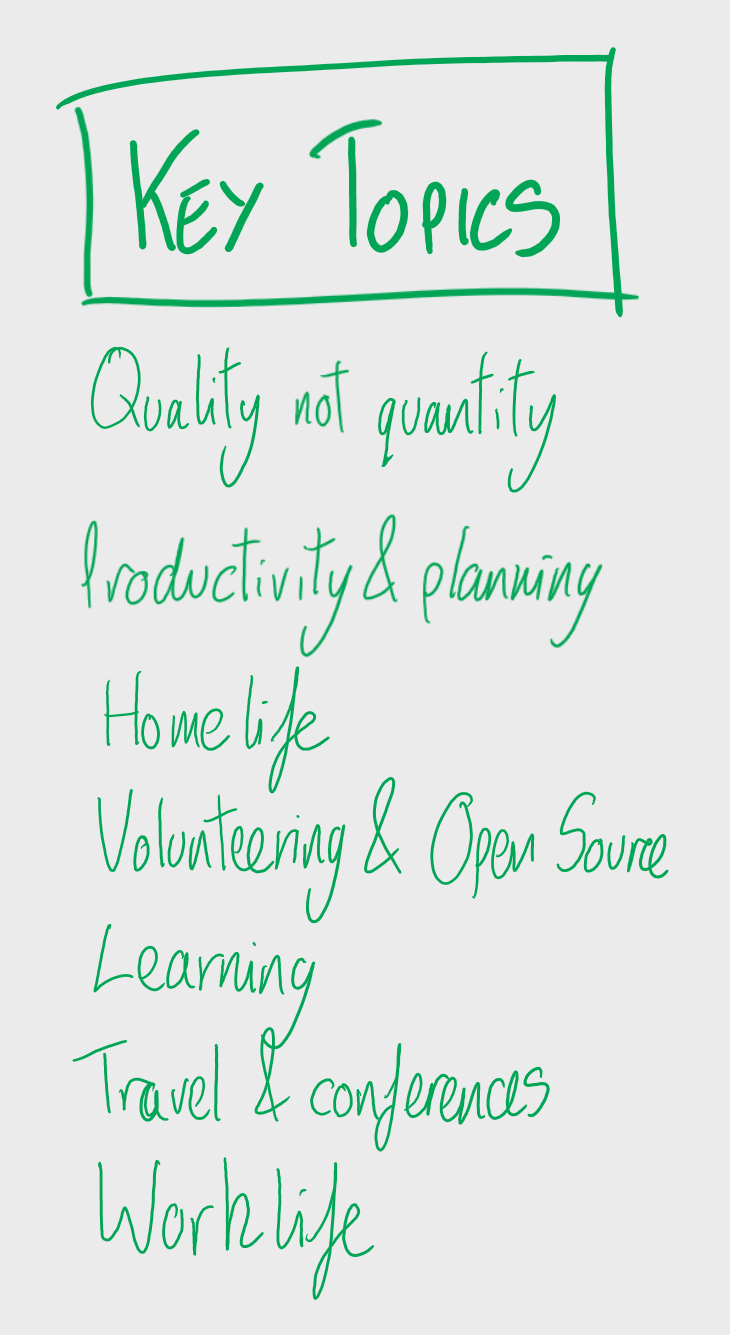 KEY TOPICS
Quality not quantity
Productivity & planning
Home life
Volunteering & Open Source
Learning
Travel & conferences
Work life